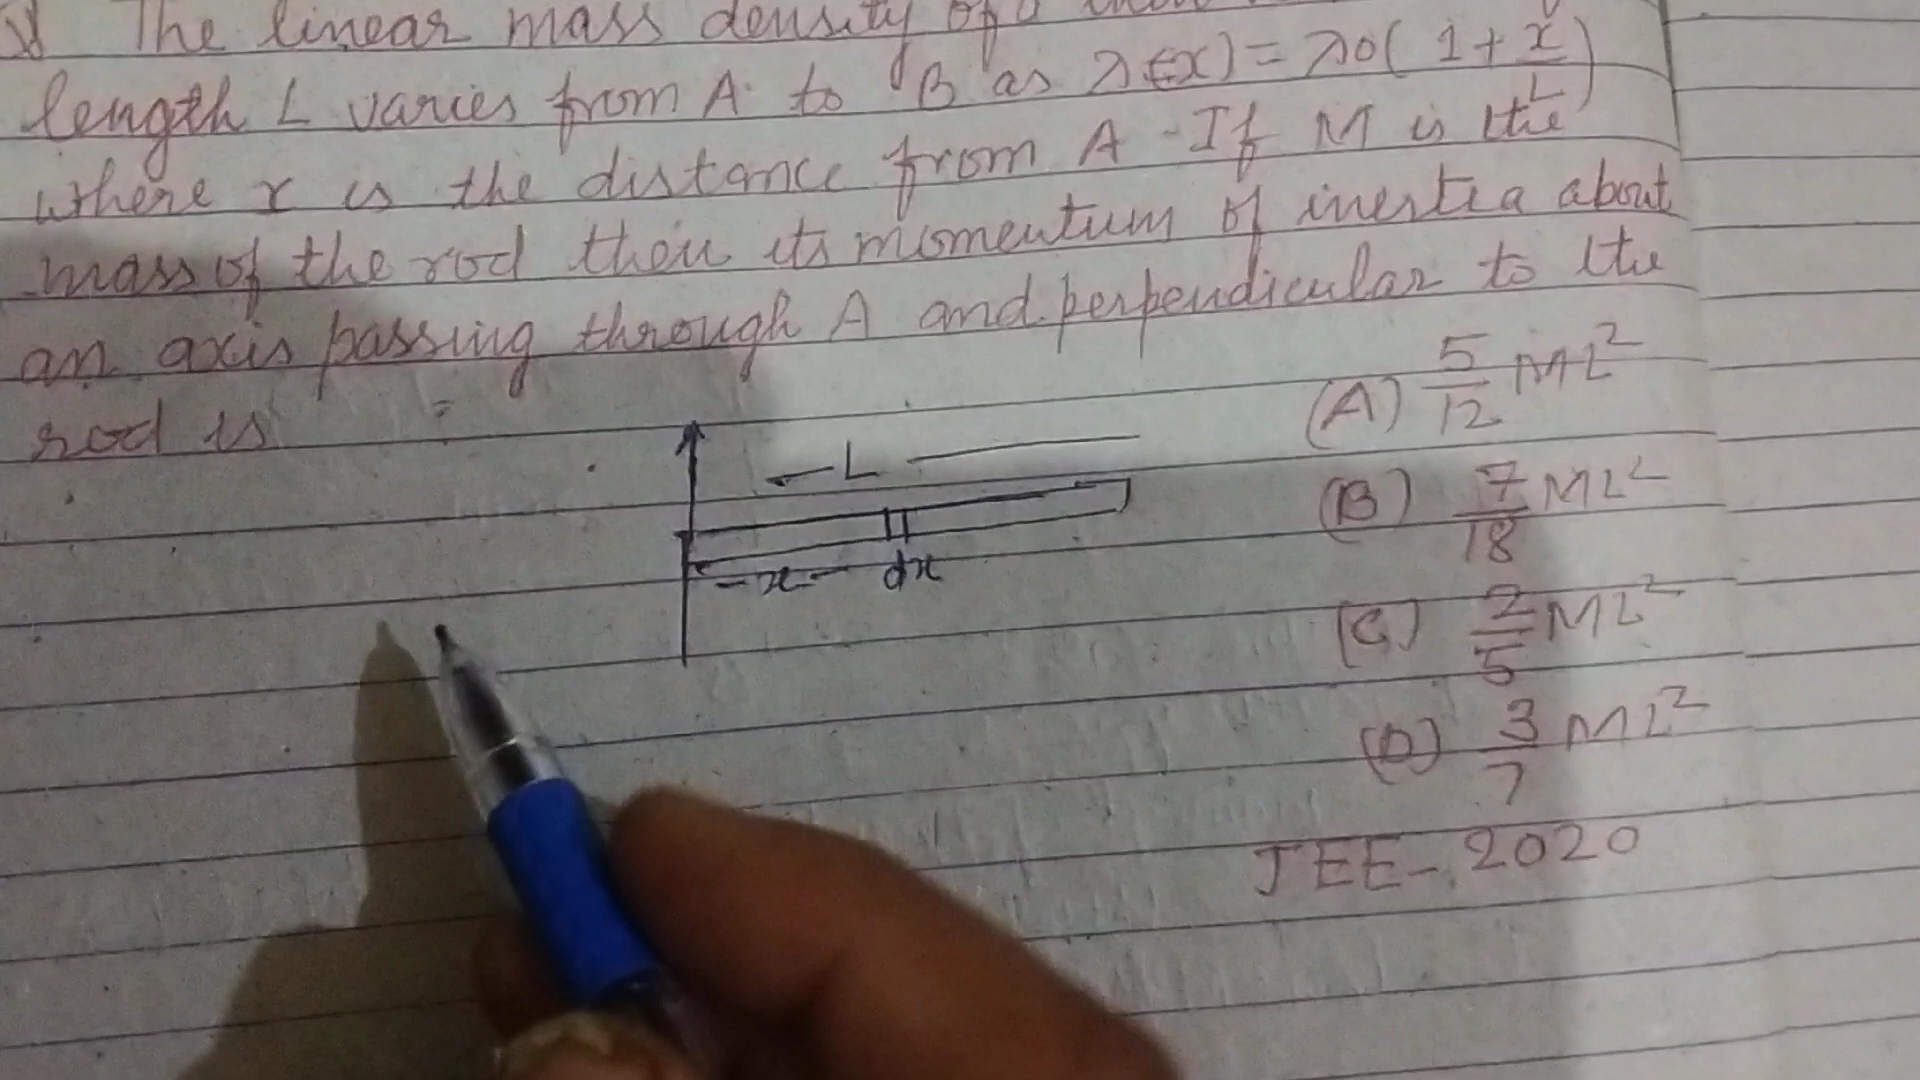 The linear mass density of a
length L varies from A to B as λ(x) = λ0(1 + x/L)
where x is the distance from A - If M is the
mass of the rod then its momentum of inertia about
an axis passing through A and perpendicular to the
rod is
L
x dx
(A) 5/12 ML²
(B) 7/18 ML²
(C) 2/5 ML²
(D) 3/7 ML²
JEE - 2020